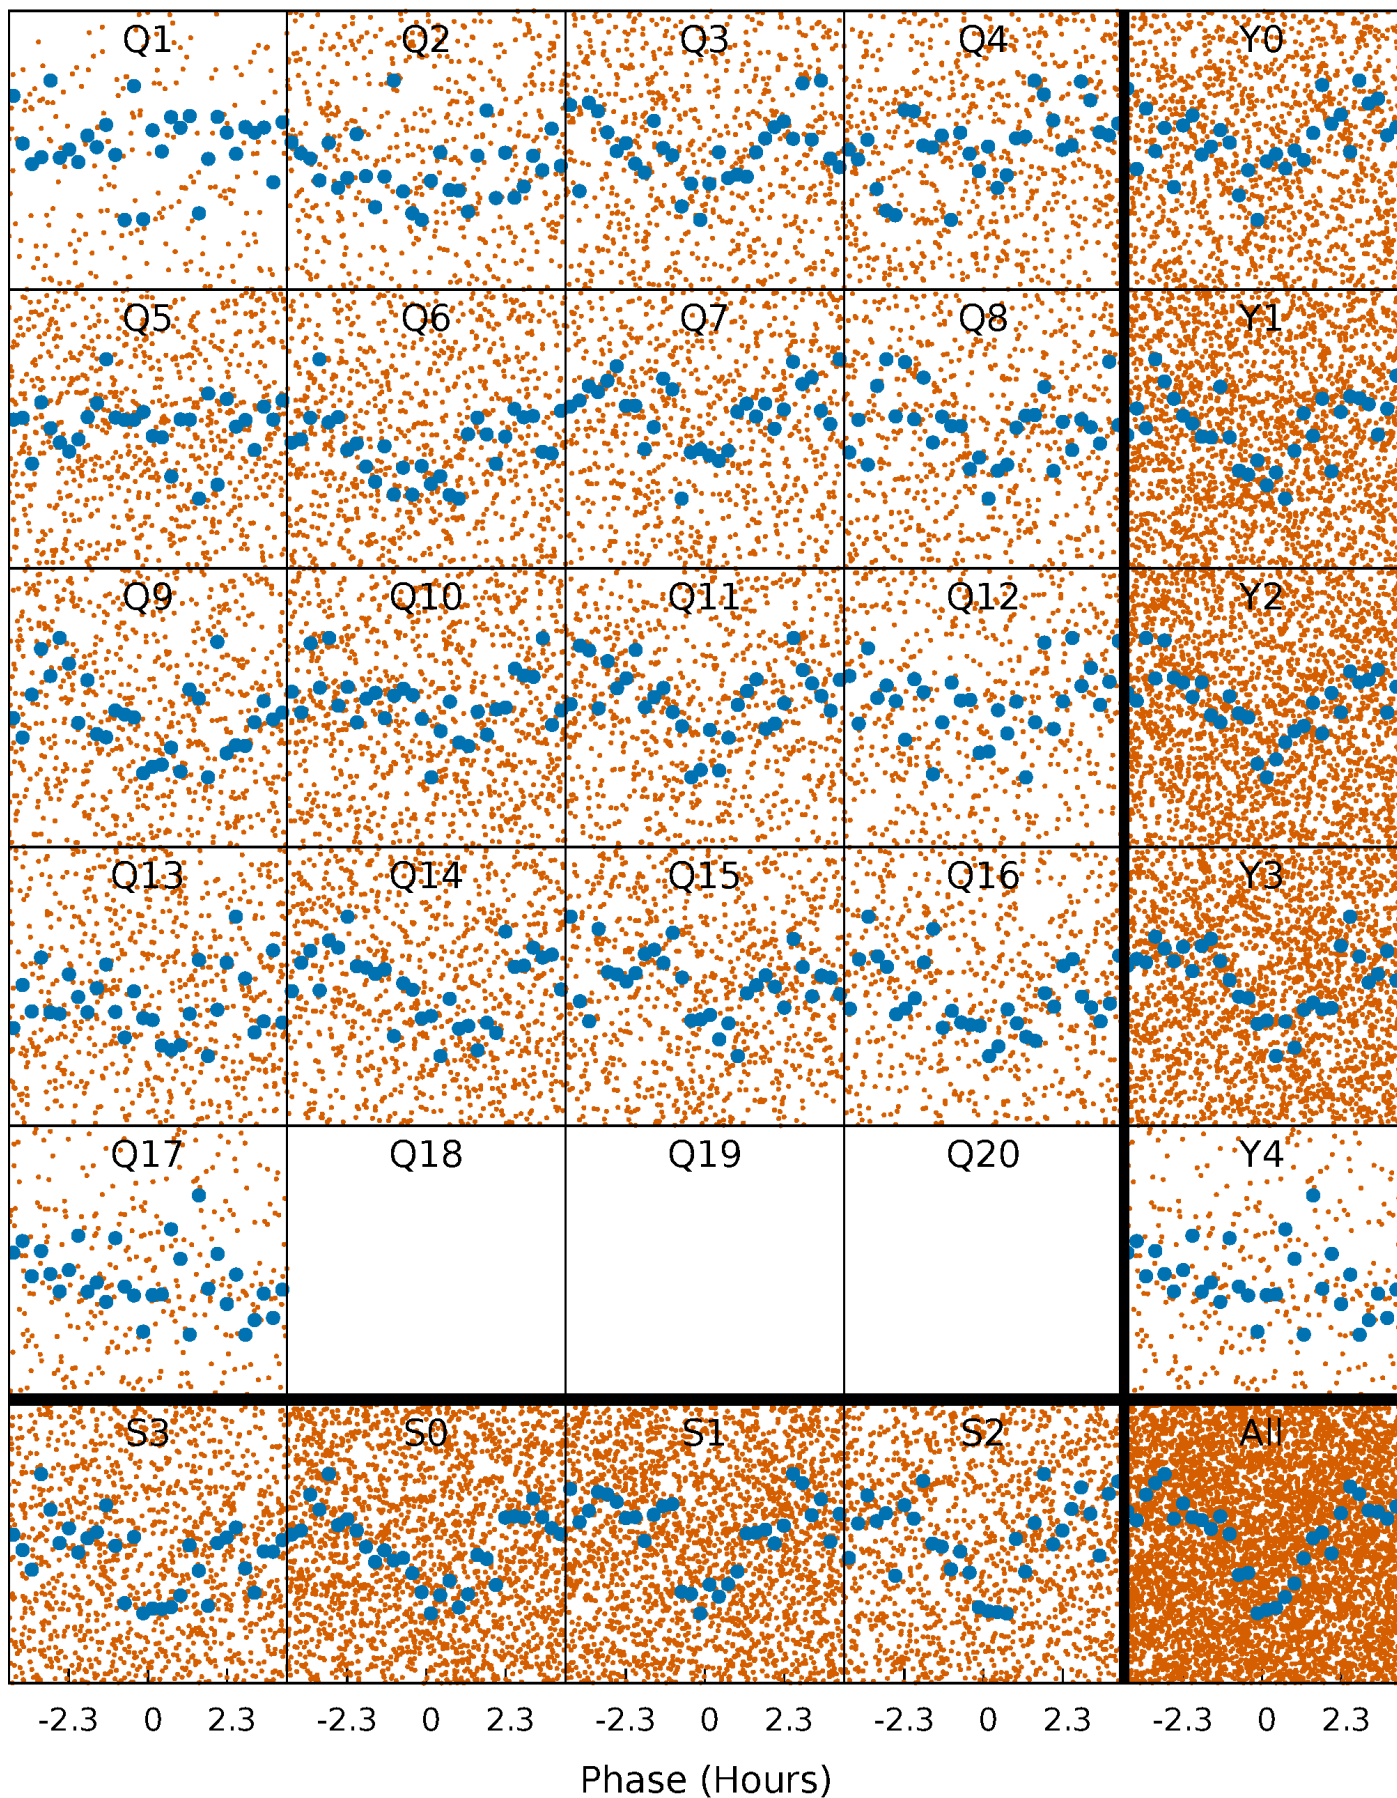 Q1 Q2 Q3 Q4 Y0
Q5 Q6 Q7 Q8 Y1
Q9 Q10 Q11 Q12 Y2
Q13 Q14 Q15 Q16 Y3
Q17 Q18 Q19 Q20 Y4
S3 S0 S1 S2 All
-2.3 0 2.3 -2.3 0 2.3 -2.3 0 2.3 -2.3 0 2.3 -2.3 0 2.3
Phase (Hours)